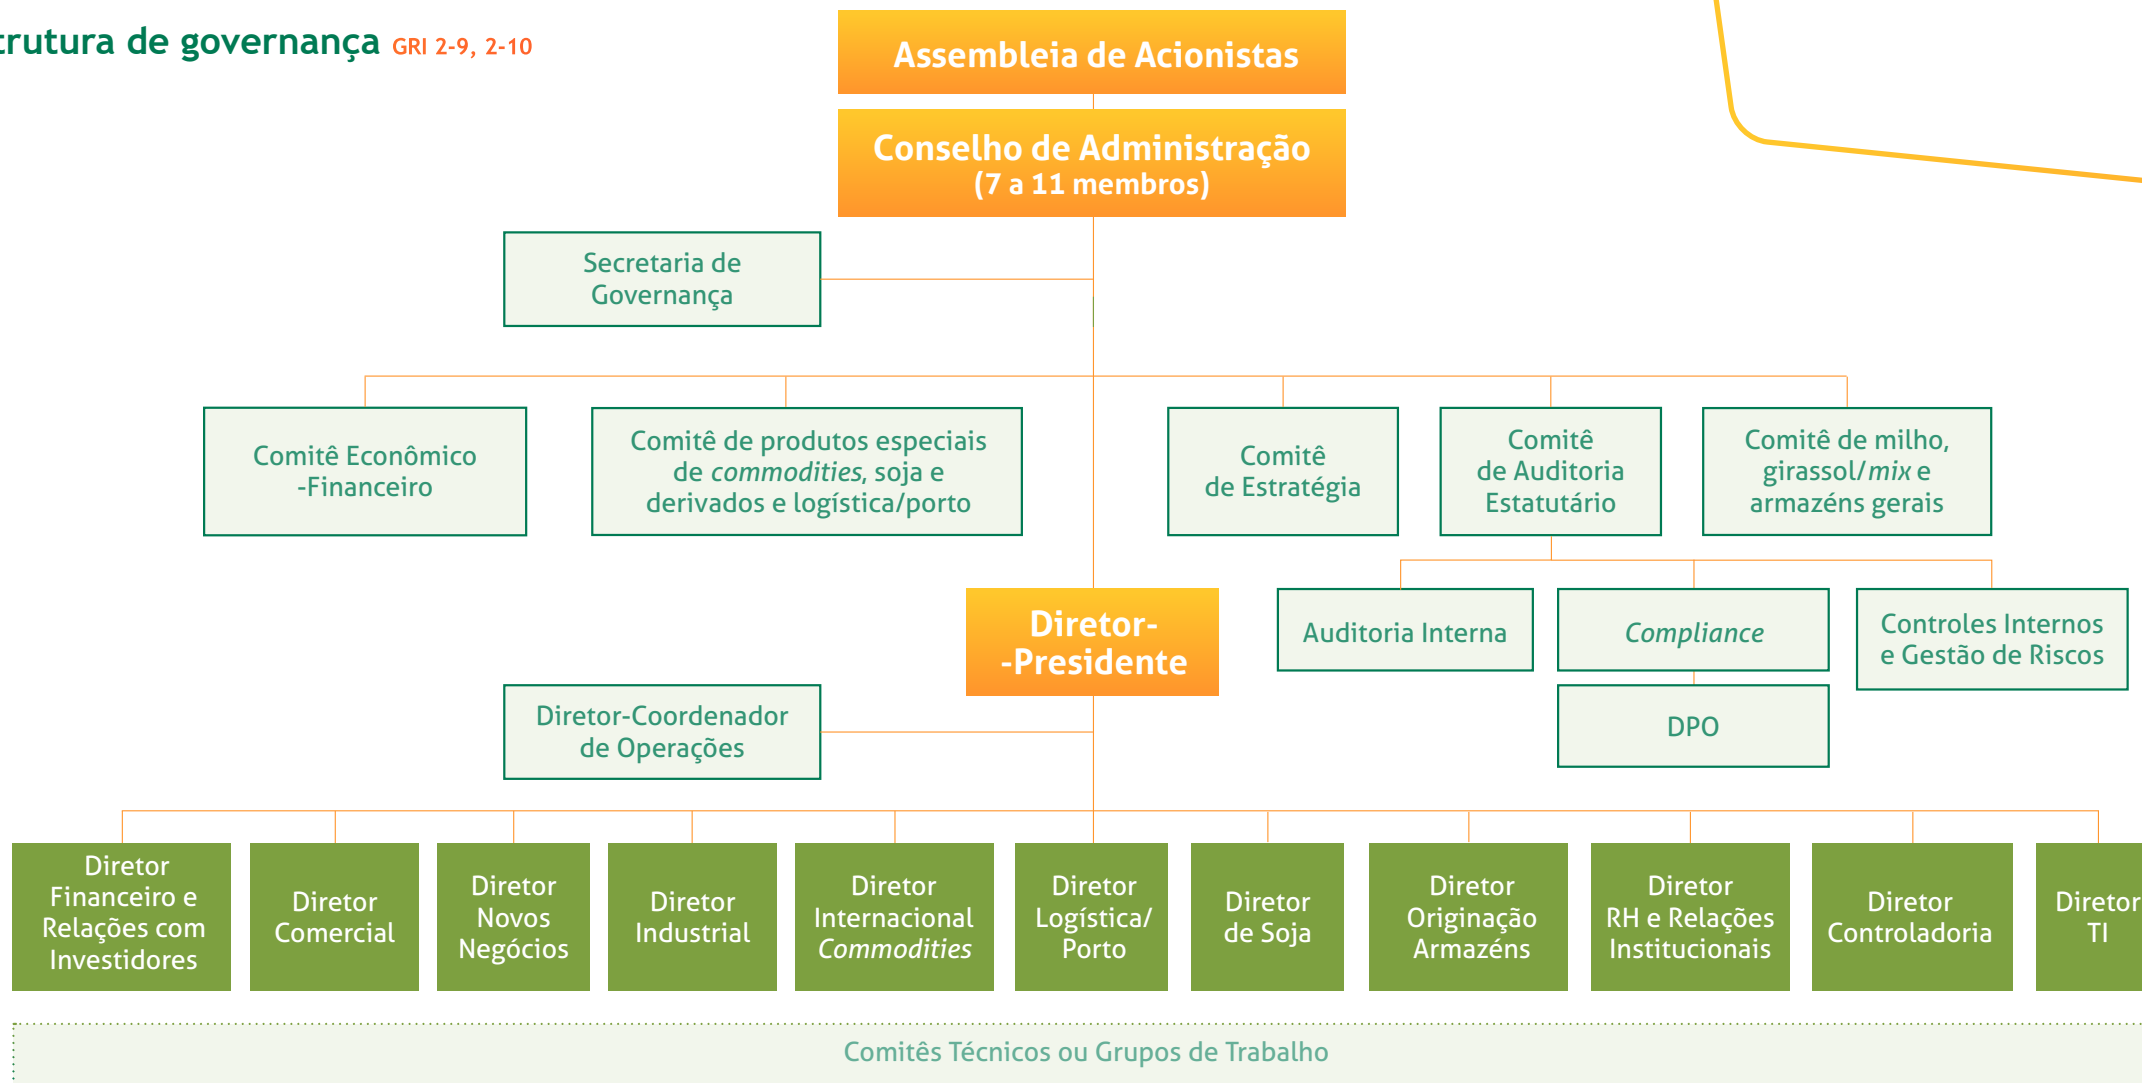 trutura de governança GRI 2-9, 2-10
Assembleia de Acionistas
Conselho de Administração
(7 a 11 membros)
Secretaria de
Governança
Comitê Econômico
-Financeiro
Comitê de produtos especiais
de commodities, soja e
derivados e logística/porto
Comitê
de Estratégia
Comitê
de Auditoria
Estatutário
Comitê de milho,
girassol/mix e
armazéns gerais
Diretor-
-Presidente
Auditoria Interna
Compliance
Controles Internos
e Gestão de Riscos
DPO
Diretor-Coordenador
de Operações
Diretor
Financeiro e
Relações com
Investidores
Diretor
Comercial
Diretor
Novos
Negócios
Diretor
Industrial
Diretor
Internacional
Commodities
Diretor
Logística/
Porto
Diretor
de Soja
Diretor
Originação
Armazéns
Diretor
RH e Relações
Institucionais
Diretor
Controladoria
Diretor
TI
Comitês Técnicos ou Grupos de Trabalho